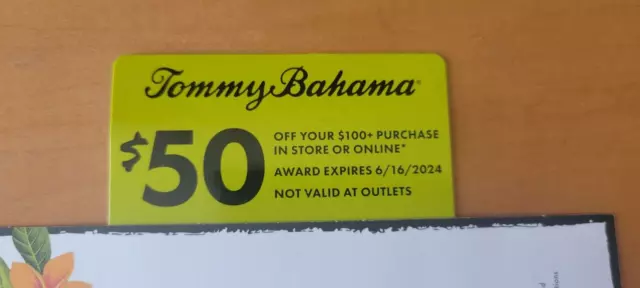 Tommy Bahama®
$50
OFF YOUR $100+ PURCHASE
IN STORE OR ONLINE*
AWARD EXPIRES 6/16/2024
NOT VALID AT OUTLETS